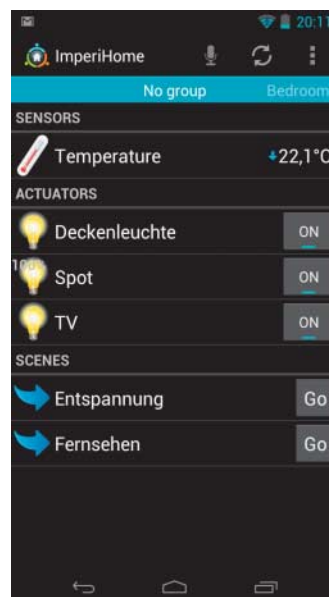 20:11
ImperiHome
No group Bedroom
SENSORS
Temperature 22,1°C
ACTUATORS
Deckenleuchte ON
100%
Spot ON
TV ON
SCENES
Entspannung Go
Fernsehen Go